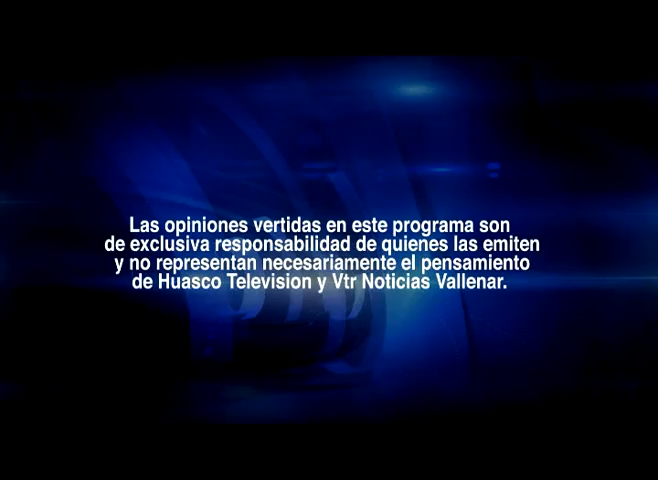 Las opiniones vertidas en este programa son
de exclusiva responsabilidad de quienes las emiten
y no representan necesariamente el pensamiento
de Huasco Television y Vtr Noticias Vallenar.